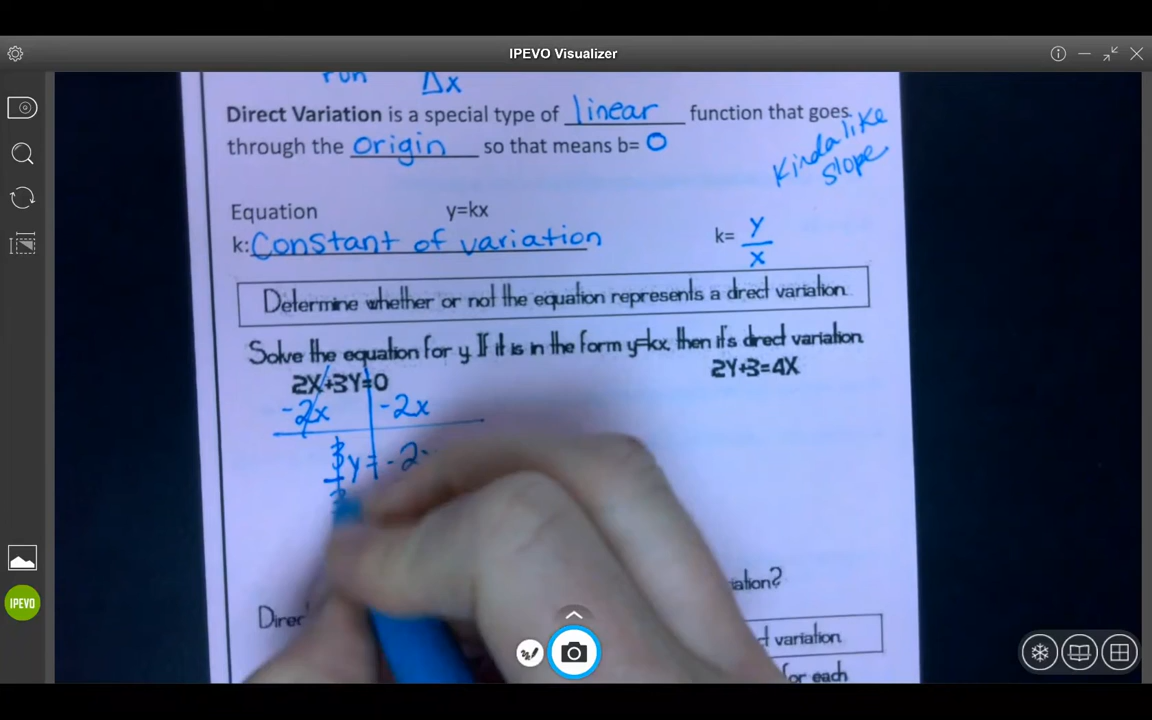 IPEVO Visualizer
run Δx
Direct Variation is a special type of linear function that goes
through the origin so that means b= 0
Kinda like
slope
Equation y=kx
k: Constant of variation k= y/x
Determine whether or not the equation represents a direct variation.
Solve the equation for y. If it is in the form y=kx, then it's direct variation.
2X+3Y=0 2Y+3=4X
-2x -2x
3y= -2
3
variation?
variation
for each
IPEVO